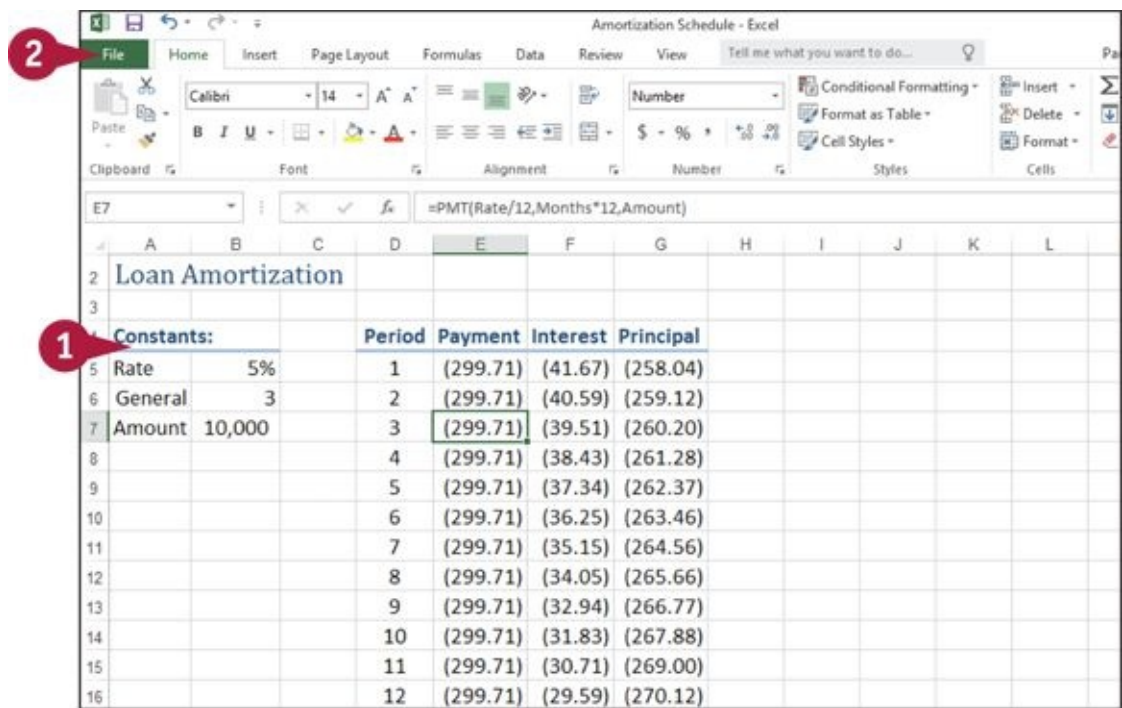 Amortization Schedule - Excel
2
File Home Insert Page Layout Formulas Data Review View Tell me what you want to do...
Paste
Calibri 14 A A
B I U A
Number
$ % ,
Conditional Formatting
Format as Table
Cell Styles
Insert
Delete
Format
Σ
Clipboard Font Alignment Number Styles Cells
E7 fx =PMT(Rate/12,Months*12,Amount)
A B C D E F G H I J K L
2 Loan Amortization
3
1
Constants: Period Payment Interest Principal
5 Rate 5% 1 (299.71) (41.67) (258.04)
6 General 3 2 (299.71) (40.59) (259.12)
7 Amount 10,000 3 (299.71) (39.51) (260.20)
8 4 (299.71) (38.43) (261.28)
9 5 (299.71) (37.34) (262.37)
10 6 (299.71) (36.25) (263.46)
11 7 (299.71) (35.15) (264.56)
12 8 (299.71) (34.05) (265.66)
13 9 (299.71) (32.94) (266.77)
14 10 (299.71) (31.83) (267.88)
15 11 (299.71) (30.71) (269.00)
16 12 (299.71) (29.59) (270.12)